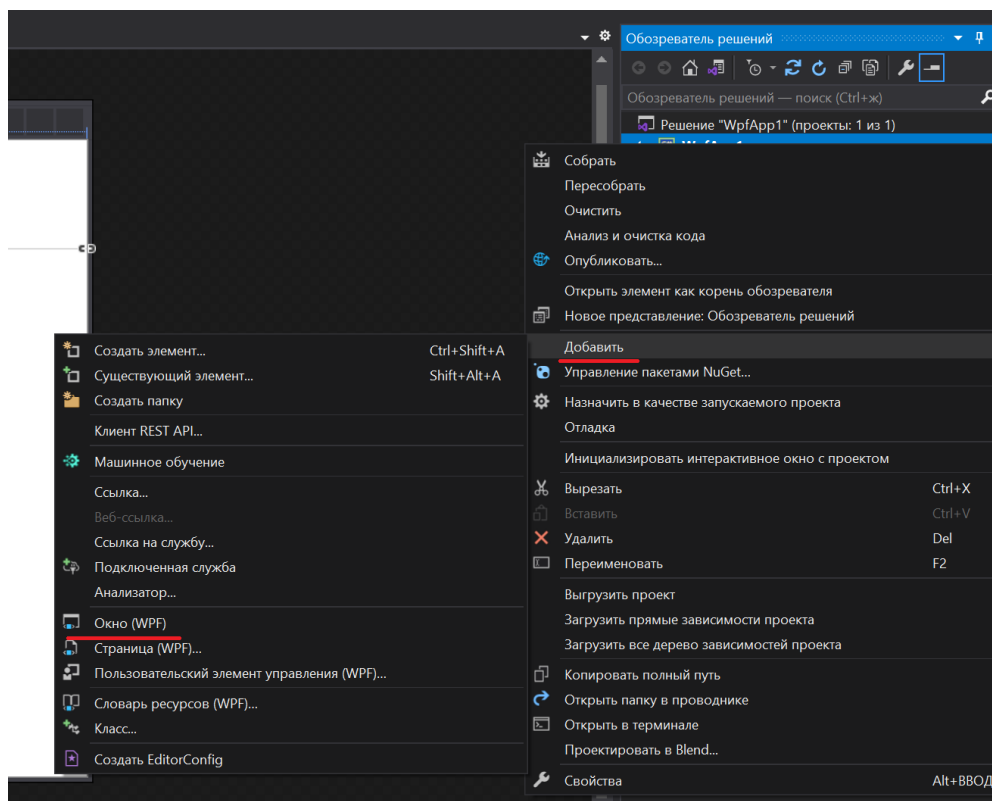 Обозреватель решений
Обозреватель решений — поиск (Ctrl+ж)
Решение "WpfApp1" (проекты: 1 из 1)
Собрать
Пересобрать
Очистить
Анализ и очистка кода
Опубликовать...
Открыть элемент как корень обозревателя
Новое представление: Обозреватель решений
Добавить
Управление пакетами NuGet...
Назначить в качестве запускаемого проекта
Отладка
Инициализировать интерактивное окно с проектом
Вырезать Ctrl+X
Вставить Ctrl+V
Удалить Del
Переименовать F2
Выгрузить проект
Загрузить прямые зависимости проекта
Загрузить все дерево зависимостей проекта
Копировать полный путь
Открыть папку в проводнике
Открыть в терминале
Проектировать в Blend...
Свойства Alt+ВВОД
Создать элемент... Ctrl+Shift+A
Существующий элемент... Shift+Alt+A
Создать папку
Клиент REST API...
Машинное обучение
Ссылка...
Веб-ссылка...
Ссылка на службу...
Подключенная служба
Анализатор...
Окно (WPF)
Страница (WPF)...
Пользовательский элемент управления (WPF)...
Словарь ресурсов (WPF)...
Класс...
Создать EditorConfig